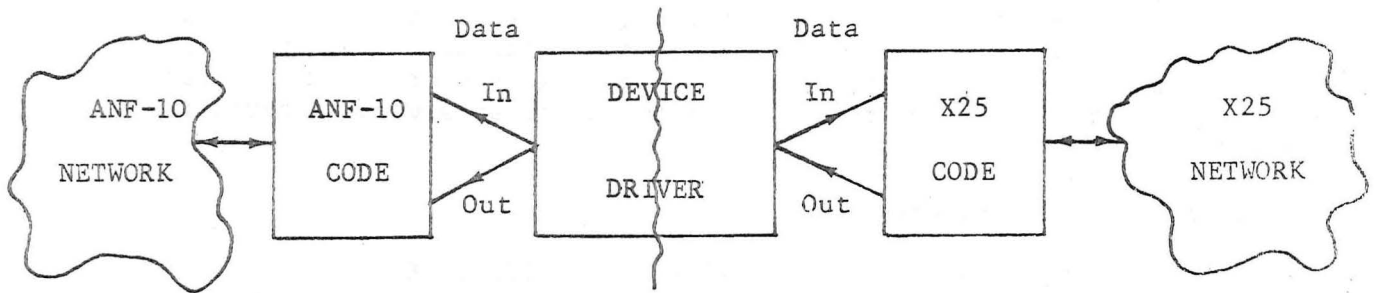 Data
Data
In
In
ANF-10
ANF-10
DEVICE
X25
X25
NETWORK
CODE
DRIVER
CODE
NETWORK
Out
Out